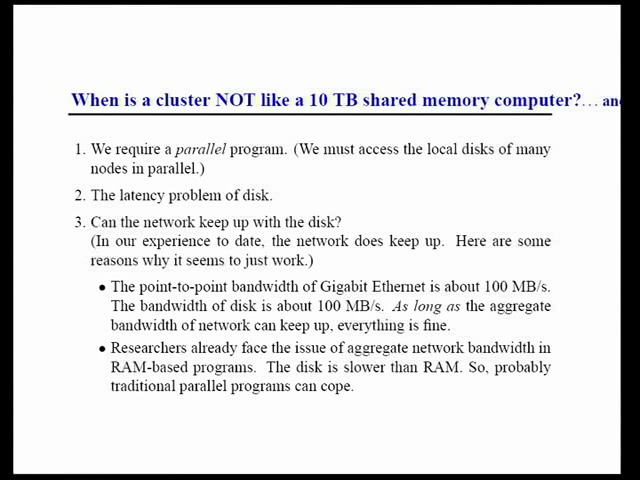 When is a cluster NOT like a 10 TB shared memory computer?... and
1. We require a parallel program. (We must access the local disks of many
nodes in parallel.)
2. The latency problem of disk.
3. Can the network keep up with the disk?
(In our experience to date, the network does keep up. Here are some
reasons why it seems to just work.)
• The point-to-point bandwidth of Gigabit Ethernet is about 100 MB/s.
The bandwidth of disk is about 100 MB/s. As long as the aggregate
bandwidth of network can keep up, everything is fine.
• Researchers already face the issue of aggregate network bandwidth in
RAM-based programs. The disk is slower than RAM. So, probably
traditional parallel programs can cope.